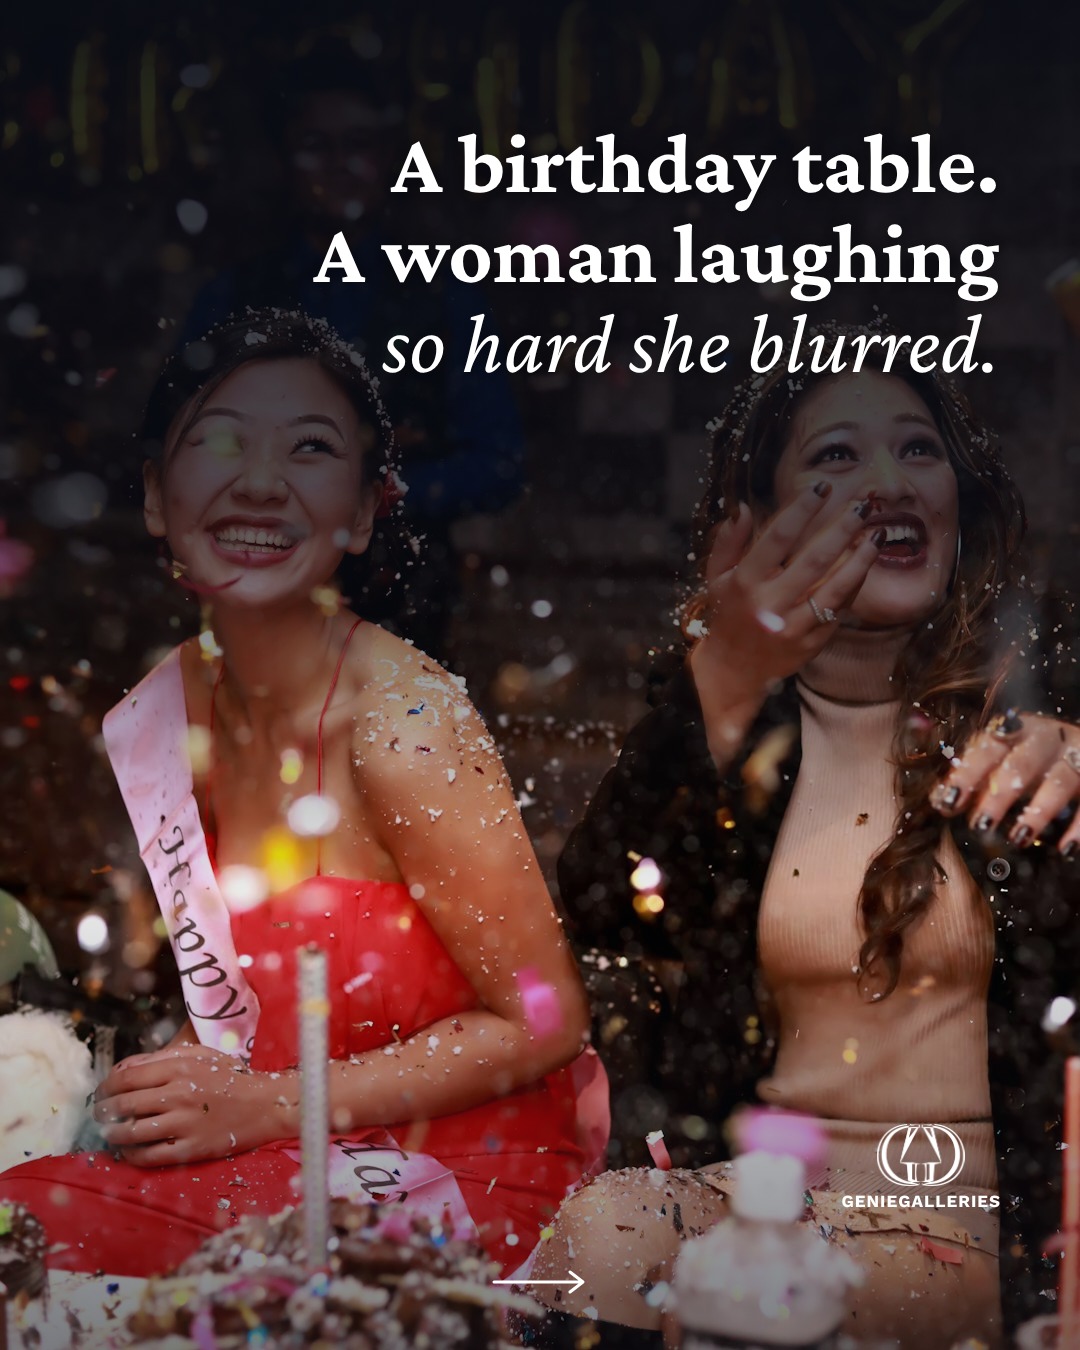 A birthday table.
A woman laughing
so hard she blurred.
Happy
GENIEGALLERIES